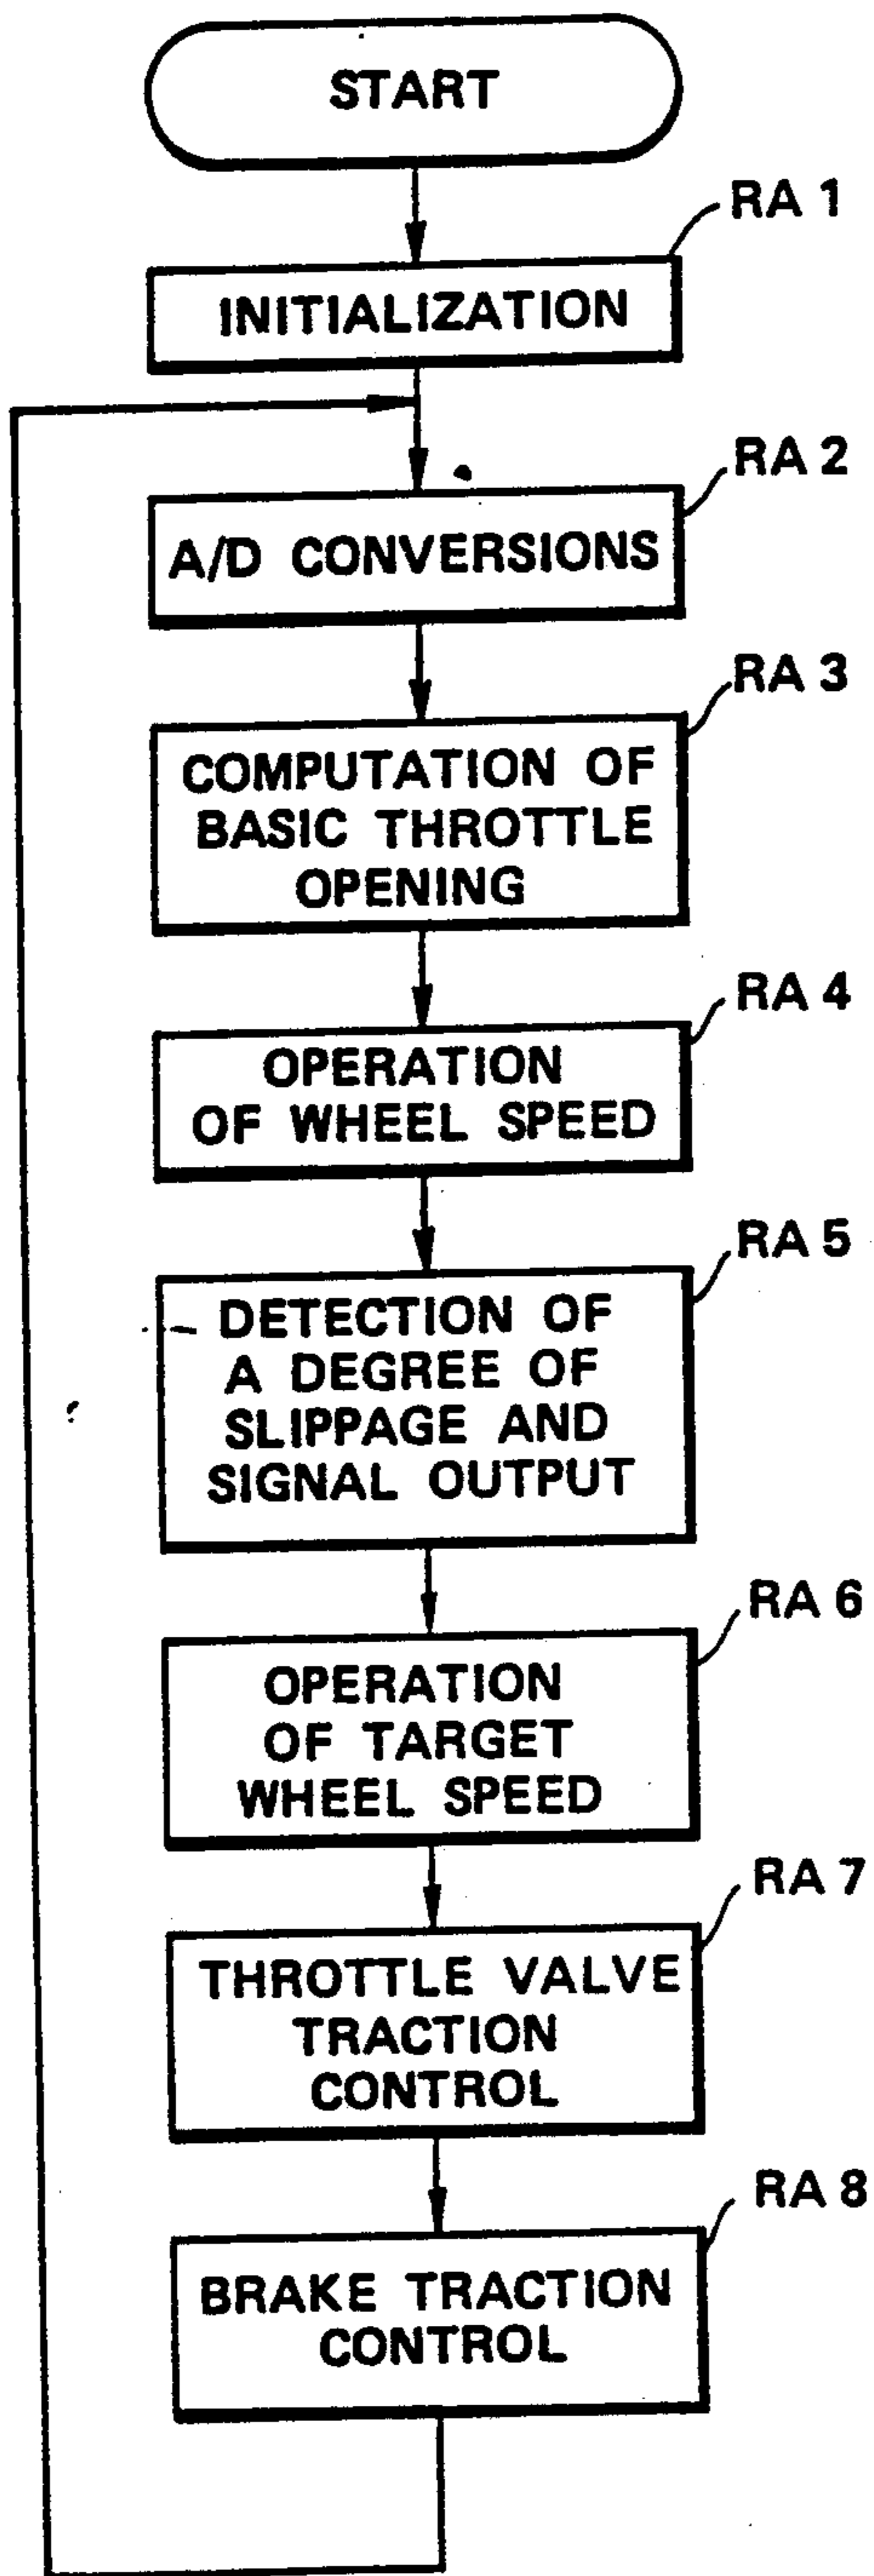 START
RA 1
INITIALIZATION
RA 2
A/D CONVERSIONS
RA 3
COMPUTATION OF
BASIC THROTTLE
OPENING
RA 4
OPERATION
OF WHEEL SPEED
RA 5
DETECTION OF
A DEGREE OF
SLIPPAGE AND
SIGNAL OUTPUT
RA 6
OPERATION
OF TARGET
WHEEL SPEED
RA 7
THROTTLE VALVE
TRACTION
CONTROL
RA 8
BRAKE TRACTION
CONTROL